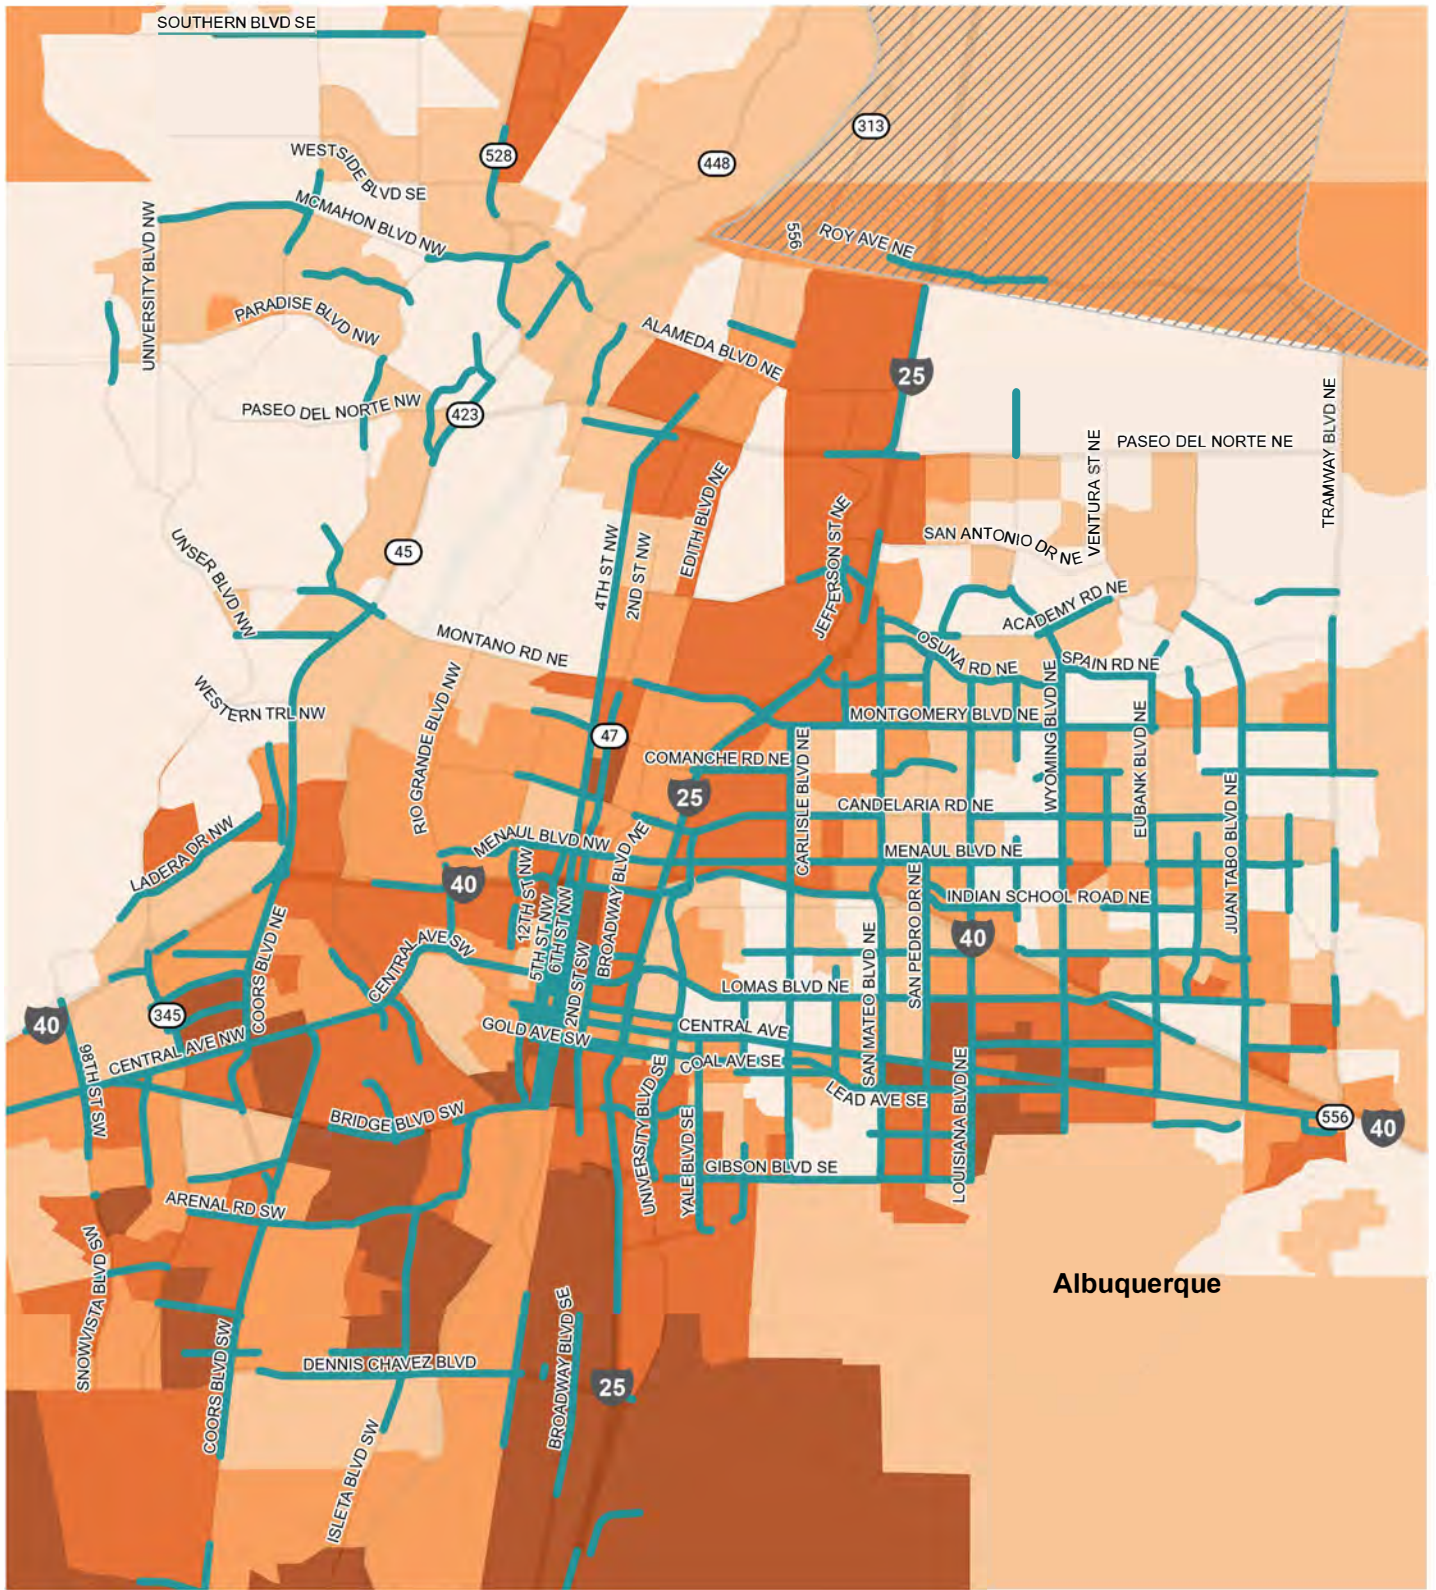 SOUTHERN BLVD SE
313
528
448
WESTSIDE BLVD SE
MCMAHON BLVD NW
UNIVERSITY BLVD NW
556
ROY AVE NE
PARADISE BLVD NW
ALAMEDA BLVD NE
25
PASEO DEL NORTE NW
423
PASEO DEL NORTE NE
TRAMWAY BLVD NE
VENTURA ST NE
EDITH BLVD NE
JEFFERSON ST NE
SAN ANTONIO DR NE
45
UNSER BLVD NW
4TH ST NW
2ND ST NW
ACADEMY RD NE
OSUNA RD NE
MONTANO RD NE
SPAIN RD NE
WESTERN TRL NW
RIO GRANDE BLVD NW
MONTGOMERY BLVD NE
WYOMING BLVD NE
EUBANK BLVD NE
47
COMANCHE RD NE
CARLISLE BLVD NE
25
CANDELARIA RD NE
JUAN TABO BLVD NE
LADERA DR NW
MENAUL BLVD NW
BROADWAY BLVD NE
MENAUL BLVD NE
40
12TH ST NW
5TH ST NW
6TH ST NW
SAN PEDRO DR NE
INDIAN SCHOOL ROAD NE
40
COORS BLVD NE
CENTRAL AVE SW
2ND ST SW
SAN MATEO BLVD NE
LOMAS BLVD NE
345
40
GOLD AVE SW
CENTRAL AVE
CENTRAL AVE NW
98TH ST SW
COAL AVE SE
LEAD AVE SE
UNIVERSITY BLVD SE
YALE BLVD SE
LOUISIANA BLVD NE
BRIDGE BLVD SW
556
40
GIBSON BLVD SE
ARENAL RD SW
SNOWVISTA BLVD SW
Albuquerque
COORS BLVD SW
DENNIS CHAVEZ BLVD
BROADWAY BLVD SE
25
ISLETA BLVD SW